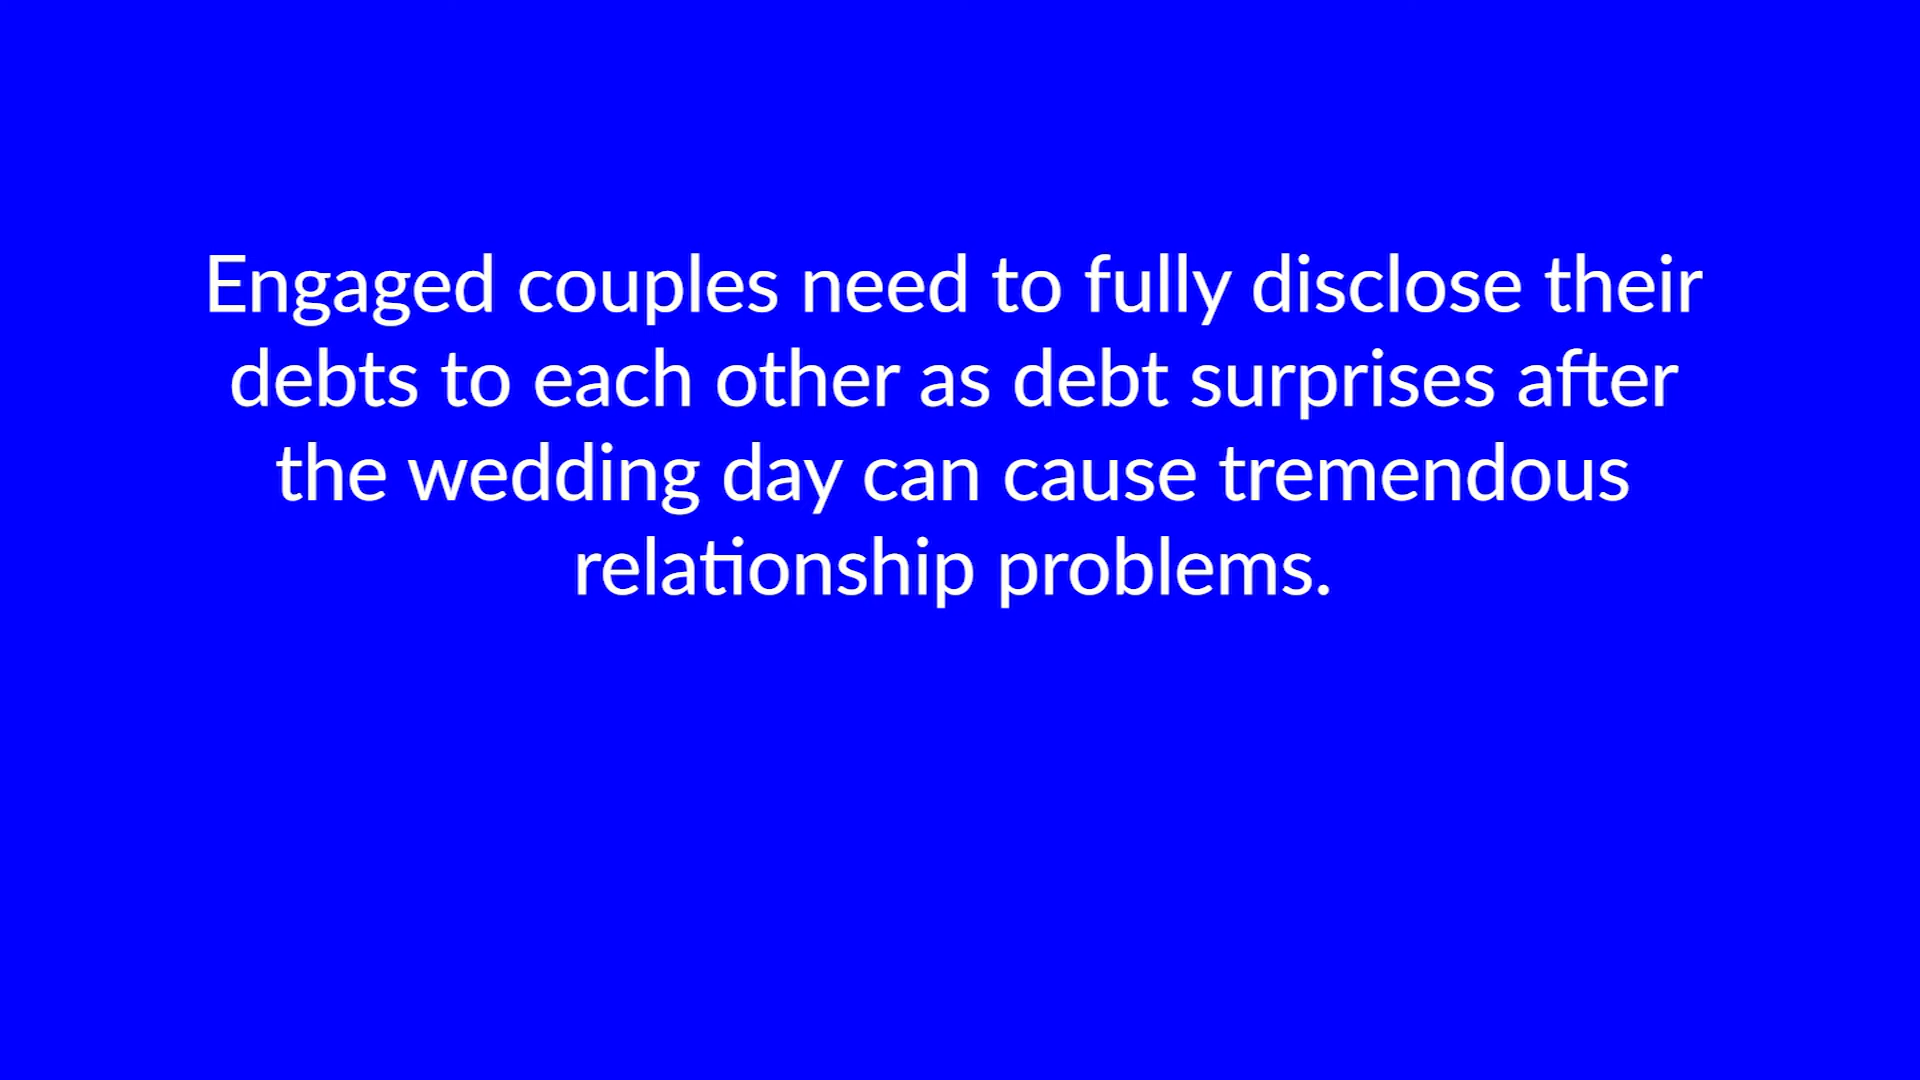 Engaged couples need to fully disclose their
debts to each other as debt surprises after
the wedding day can cause tremendous
relationship problems.